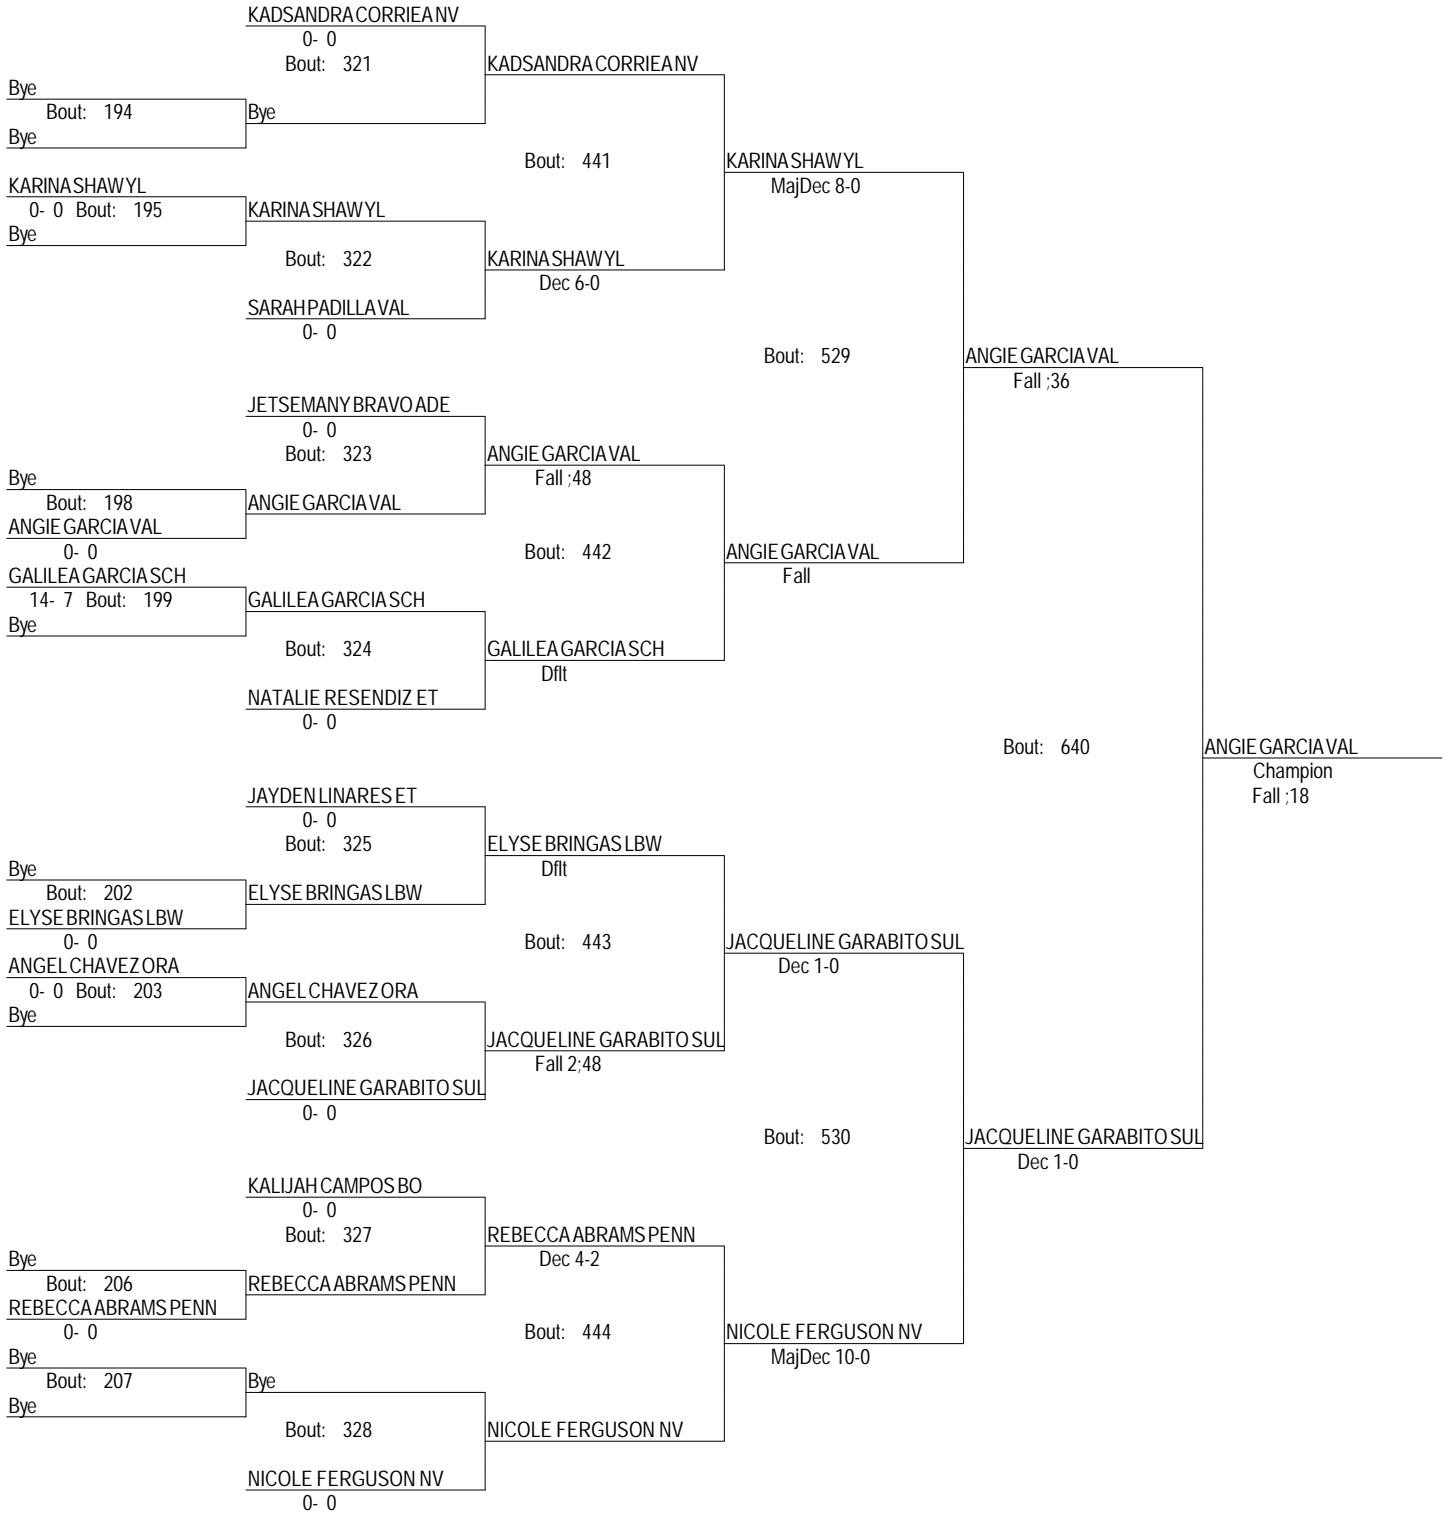 KADSANDRA CORRIEA NV
0- 0
Bout: 321
KADSANDRA CORRIEA NV
Bye
Bout: 194
Bye
Bye
Bout: 441
KARINA SHAW YL
MajDec 8-0
KARINA SHAW YL
0- 0 Bout: 195
KARINA SHAW YL
Bye
Bout: 322
KARINA SHAW YL
Dec 6-0
SARAH PADILLA VAL
0- 0
Bout: 529
ANGIE GARCIA VAL
Fall ;36
JETSEMANY BRAVO ADE
0- 0
Bout: 323
ANGIE GARCIA VAL
Fall ;48
Bye
Bout: 198
ANGIE GARCIA VAL
ANGIE GARCIA VAL
0- 0
Bout: 442
ANGIE GARCIA VAL
Fall
GALILEA GARCIA SCH
14- 7 Bout: 199
GALILEA GARCIA SCH
Bye
Bout: 324
GALILEA GARCIA SCH
Dflt
NATALIE RESENDIZ ET
0- 0
Bout: 640
ANGIE GARCIA VAL
Champion
Fall ;18
JAYDEN LINARES ET
0- 0
Bout: 325
ELYSE BRINGAS LBW
Dflt
Bye
Bout: 202
ELYSE BRINGAS LBW
ELYSE BRINGAS LBW
0- 0
Bout: 443
JACQUELINE GARABITO SUL
Dec 1-0
ANGEL CHAVEZ ORA
0- 0 Bout: 203
ANGEL CHAVEZ ORA
Bye
Bout: 326
JACQUELINE GARABITO SUL
Fall 2;48
JACQUELINE GARABITO SUL
0- 0
Bout: 530
JACQUELINE GARABITO SUL
Dec 1-0
KALIJAH CAMPOS BO
0- 0
Bout: 327
REBECCA ABRAMS PENN
Dec 4-2
Bye
Bout: 206
REBECCA ABRAMS PENN
REBECCA ABRAMS PENN
0- 0
Bout: 444
NICOLE FERGUSON NV
MajDec 10-0
Bye
Bout: 207
Bye
Bye
Bout: 328
NICOLE FERGUSON NV
NICOLE FERGUSON NV
0- 0